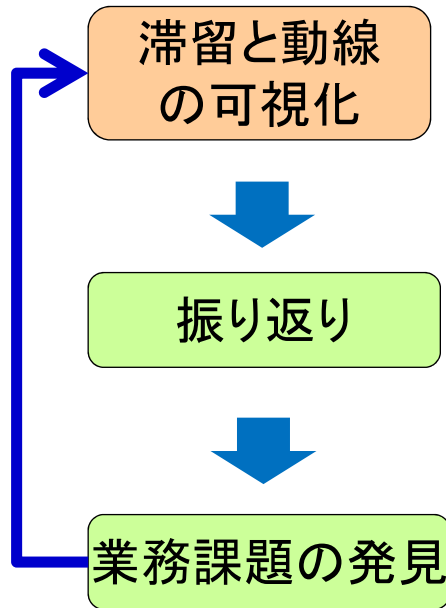 滞留と動線
の可視化
振り返り
業務課題の発見